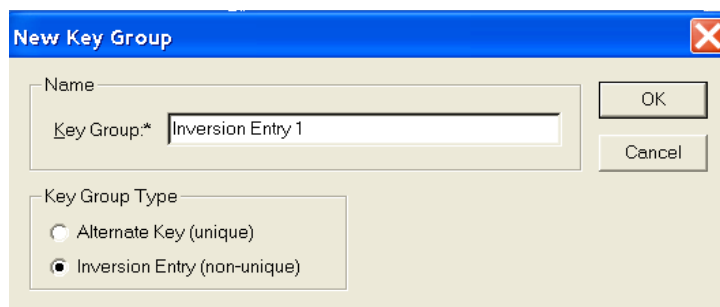 New Key Group
Name
Key Group:* Inversion Entry 1
OK
Cancel
Key Group Type
Alternate Key (unique)
Inversion Entry (non-unique)